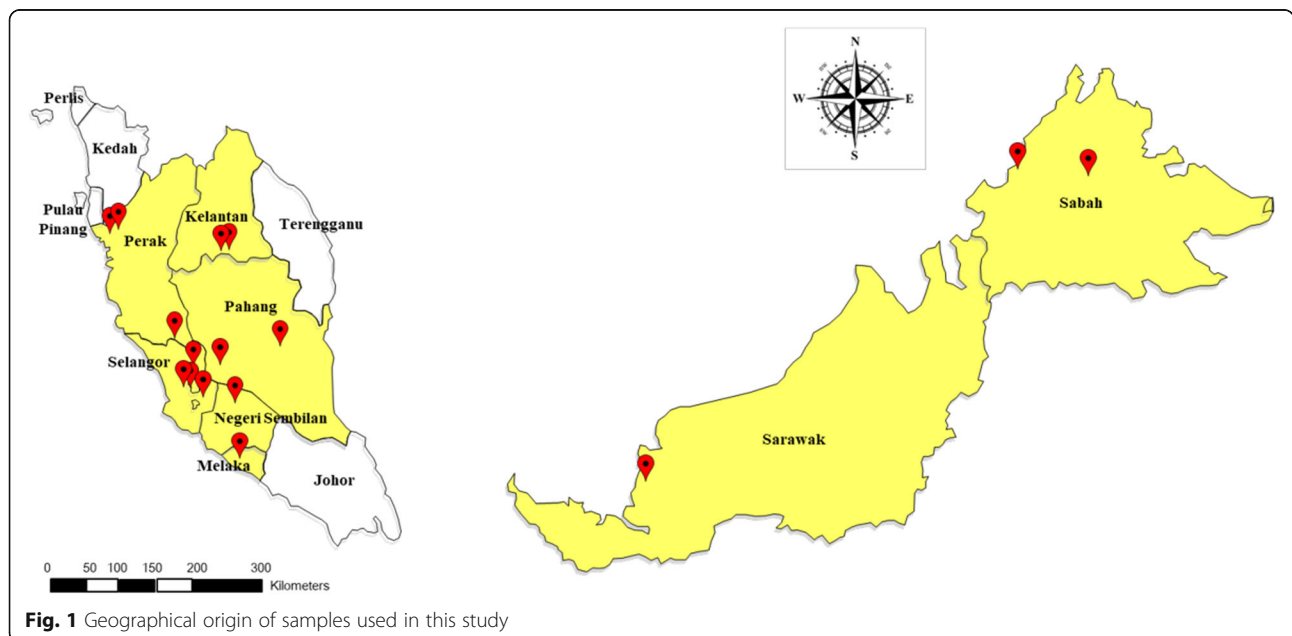 N
W
E
S
Perlis
Kedah
Pulau
Pinang
Perak
Kelantan
Terengganu
Pahang
Selangor
Negeri Sembilan
Melaka
Johor
Sabah
Sarawak
0 50 100 200 300
Kilometers
Fig. 1 Geographical origin of samples used in this study